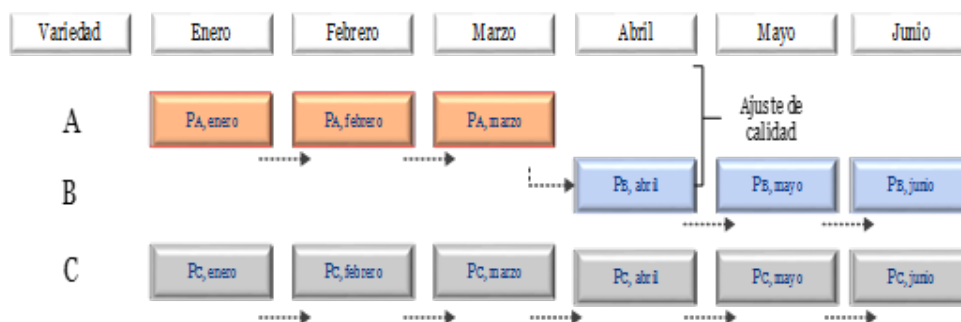 Variedad Enero Febrero Marzo Abril Mayo Junio
A PA, enero PA, febrero PA, marzo
Ajuste de
calidad
B PB, abril PB, mayo PB, junio
C PC, enero PC, febrero PC, marzo PC, abril PC, mayo PC, junio